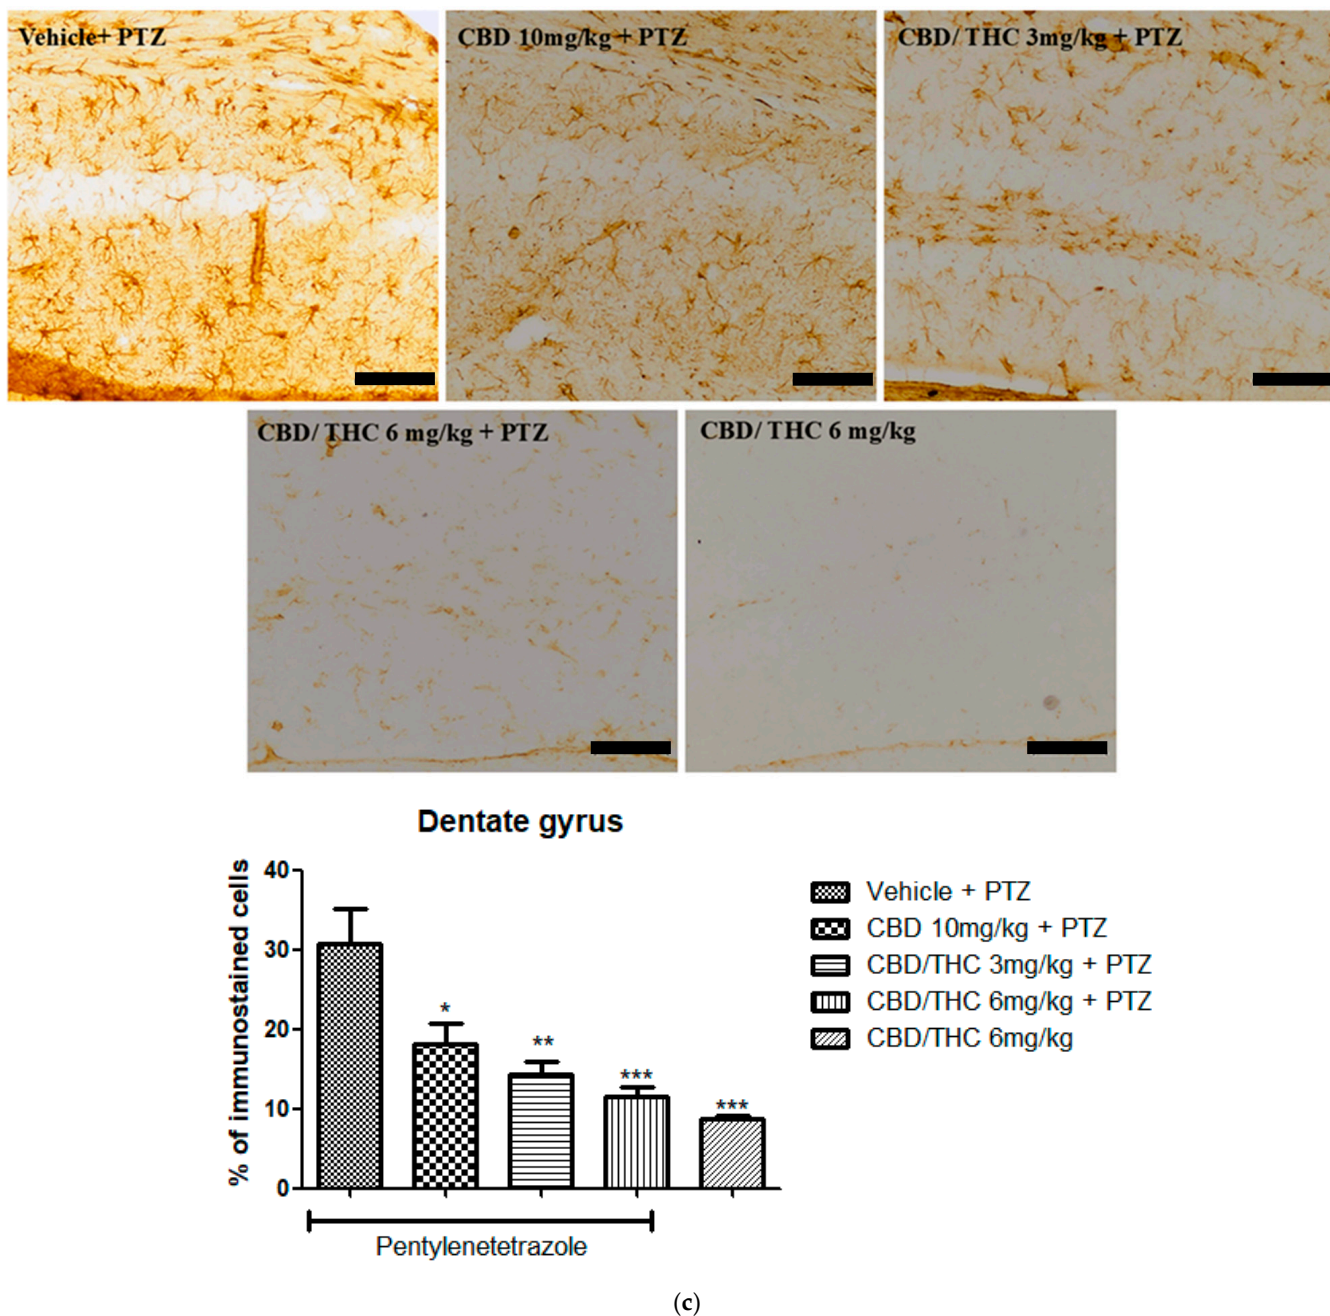 Vehicle+ PTZ
CBD 10mg/kg + PTZ
CBD/ THC 3mg/kg + PTZ
CBD/ THC 6 mg/kg + PTZ
CBD/ THC 6 mg/kg
Dentate gyrus
% of immunostained cells
40
30
20
10
0
*
**
***
***
Pentylenetetrazole
Vehicle + PTZ
CBD 10mg/kg + PTZ
CBD/THC 3mg/kg + PTZ
CBD/THC 6mg/kg + PTZ
CBD/THC 6mg/kg
(c)